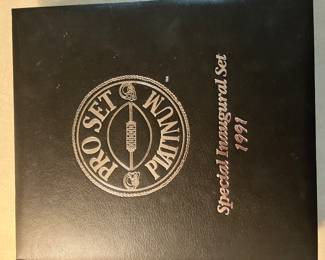 PRO SET
PLATINUM
Special Inaugural Set
1991